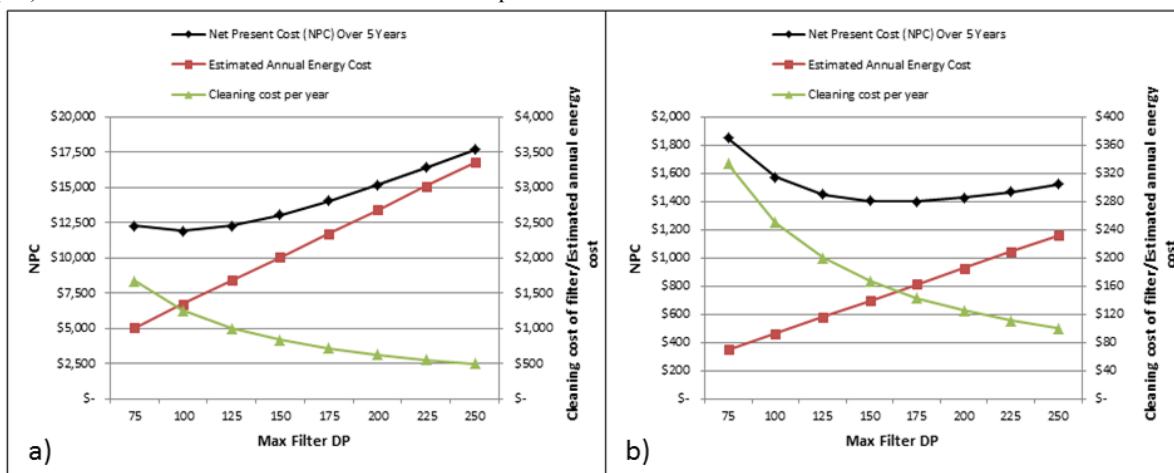 Net Present Cost (NPC) Over 5 Years
Estimated Annual Energy Cost
Cleaning cost per year
$20,000
$17,500
$15,000
$12,500
$10,000
$7,500
$5,000
$2,500
$-
NPC
$4,000
$3,500
$3,000
$2,500
$2,000
$1,500
$1,000
$500
$-
Cleaning cost of filter/Estimated annual energy
cost
75 100 125 150 175 200 225 250
Max Filter DP
a)
Net Present Cost (NPC) Over 5 Years
Estimated Annual Energy Cost
Cleaning cost per year
$2,000
$1,800
$1,600
$1,400
$1,200
$1,000
$800
$600
$400
$200
$-
NPC
$400
$360
$320
$280
$240
$200
$160
$120
$80
$40
$-
Cleaning cost of filter/Estimated annual energy
cost
75 100 125 150 175 200 225 250
Max Filter DP
b)